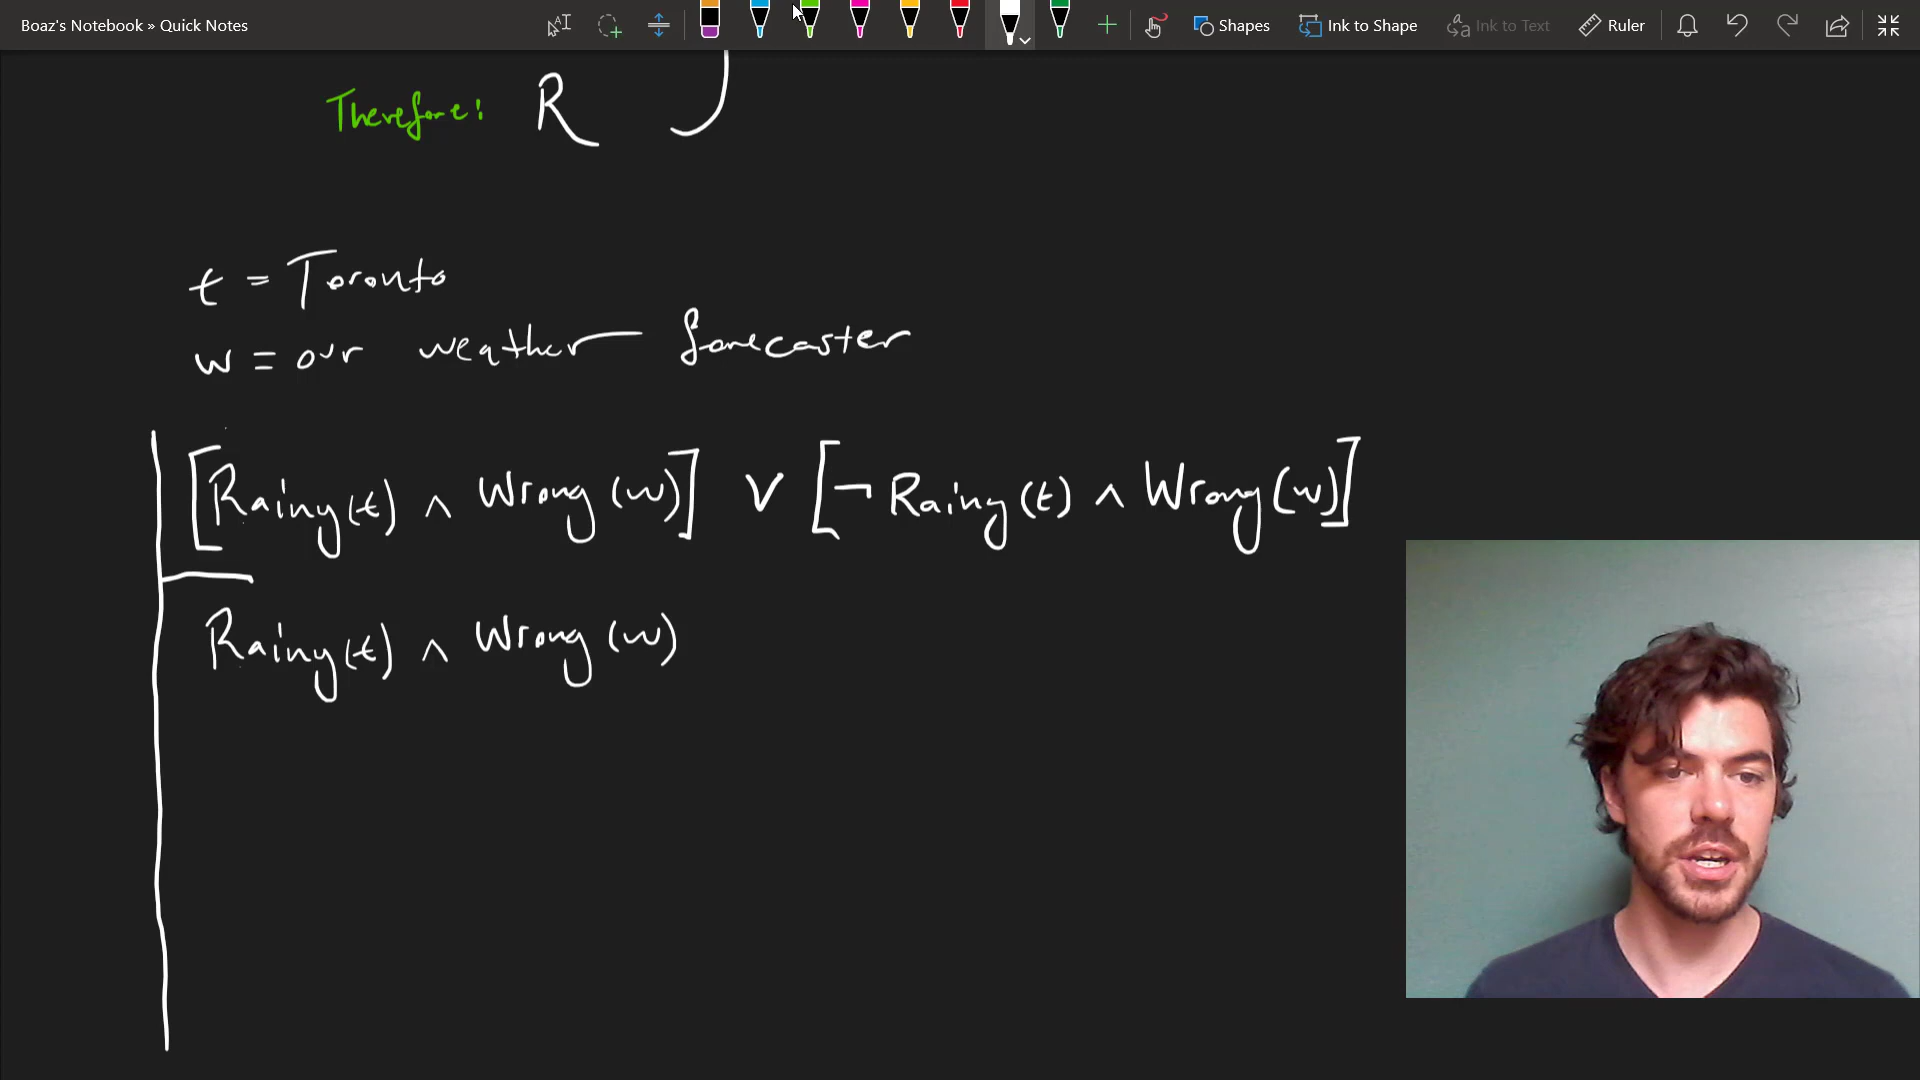 Boaz's Notebook » Quick Notes Shapes Ink to Shape Ink to Text Ruler
Therefore: R
t = Toronto
w = our weather forecaster
[Rainy(t) ∧ Wrong(w)] ∨ [¬ Rainy(t) ∧ Wrong(w)]
Rainy(t) ∧ Wrong(w)